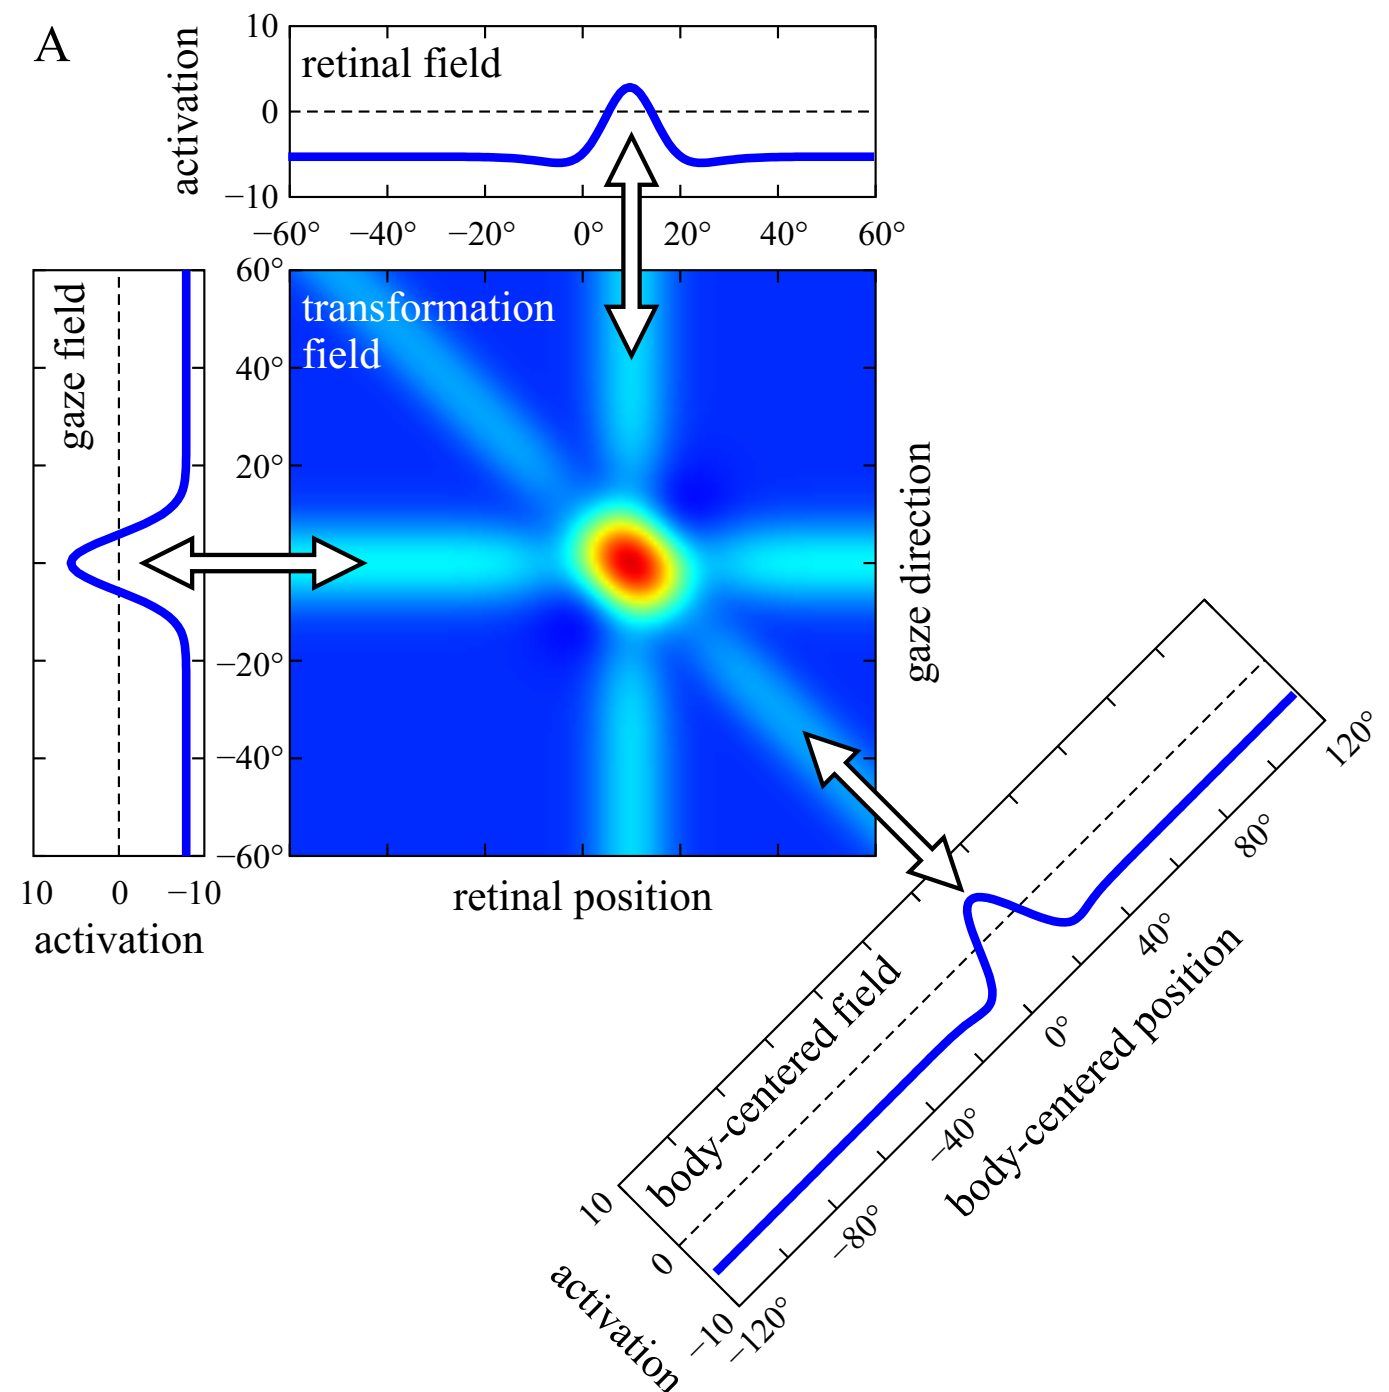 A
activation
10
0
−10
retinal field
−60° −40° −20° 0° 20° 40° 60°
gaze field
10 0 −10
activation
60°
40°
20°
−20°
−40°
−60°
transformation
field
retinal position
gaze direction
body-centered field
10
0
−10
activation
−120°
−80°
−40°
0°
40°
80°
120°
body-centered position